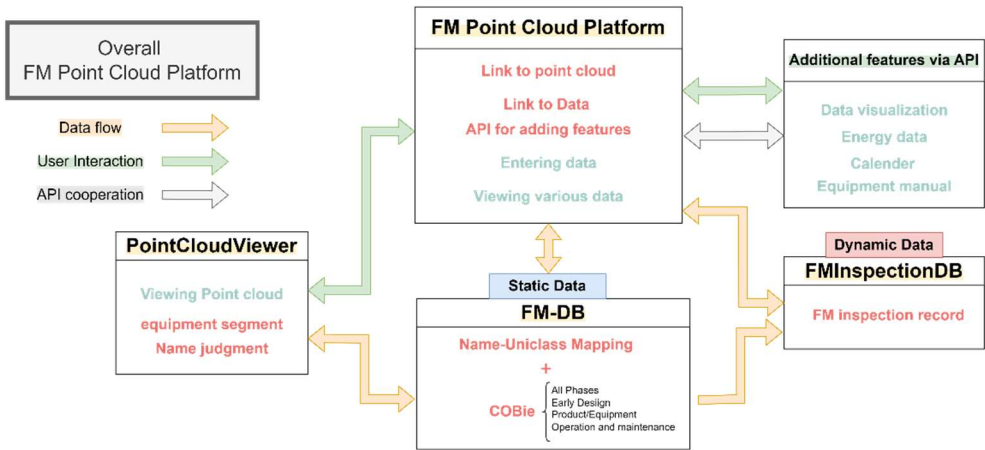 Overall
FM Point Cloud Platform
Data flow
User Interaction
API cooperation
FM Point Cloud Platform
Link to point cloud
Link to Data
API for adding features
Entering data
Viewing various data
Additional features via API
Data visualization
Energy data
Calender
Equipment manual
PointCloudViewer
Viewing Point cloud
equipment segment
Name judgment
Static Data
FM-DB
Name-Uniclass Mapping
+
COBie
All Phases
Early Desiign
Product/Equipment
Operation and maintenance
Dynamic Data
FMInspectionDB
FM inspection record